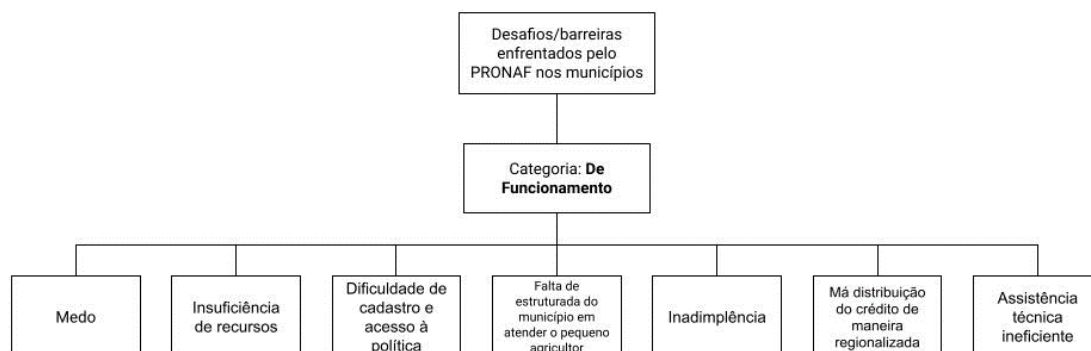 Desafios/barreiras
enfrentados pelo
PRONAF nos municípios
Categoria: De
Funcionamento
Medo
Insuficiência
de recursos
Dificuldade de
cadastro e
acesso à
política
Falta de
estruturada do
município em
atender o pequeno
agricultor
Inadimplência
Má distribuição
do crédito de
maneira
regionalizada
Assistência
técnica
ineficiente